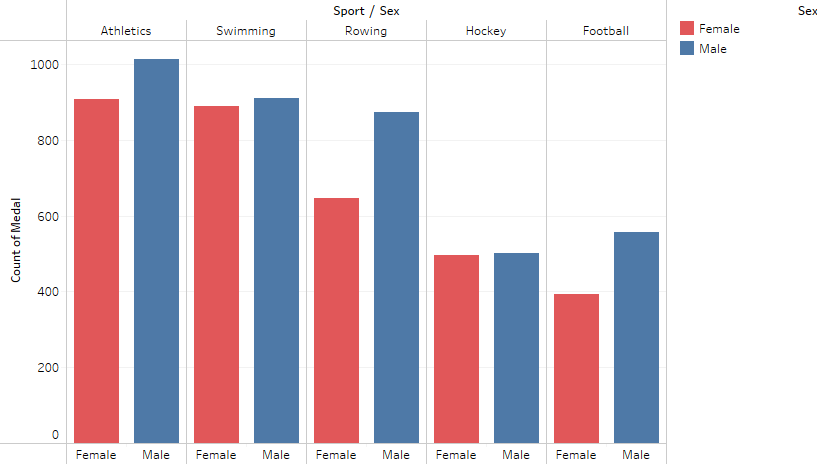 Sport / Sex
Athletics Swimming Rowing Hockey Football
Sex
Female
Male
1000
800
600
400
200
0
Count of Medal
Female Male Female Male Female Male Female Male Female Male